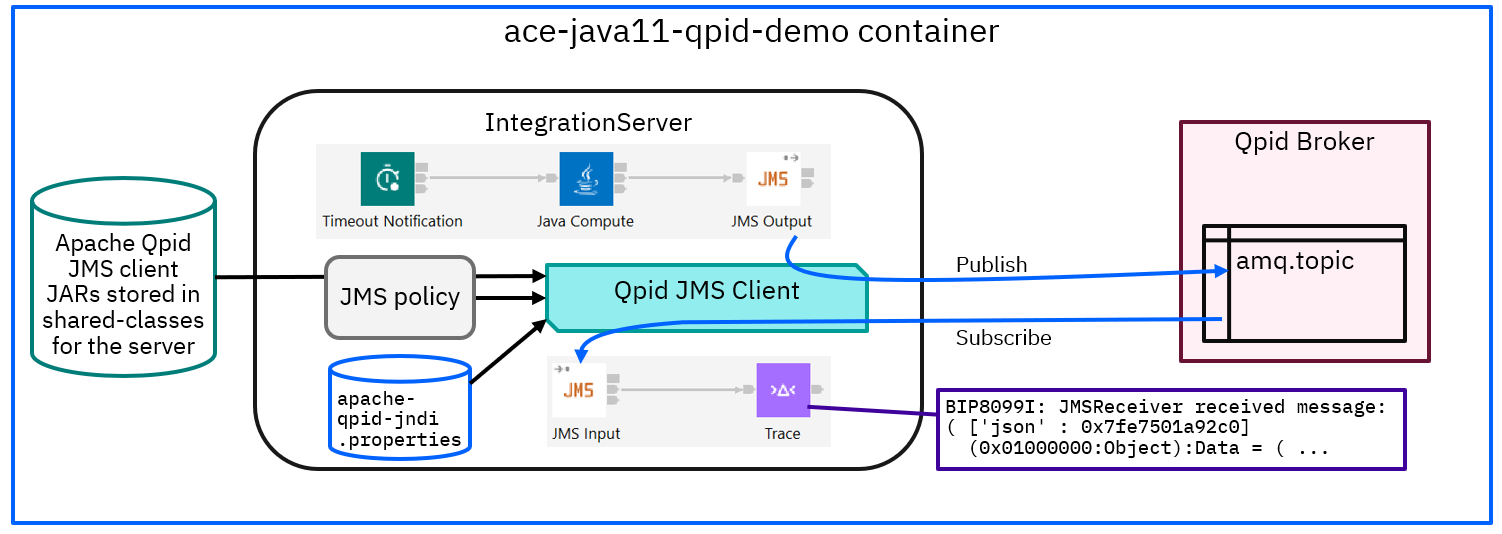 ace-java11-qpid-demo container
IntegrationServer
Timeout Notification
Java Compute
JMS
JMS Output
Apache Qpid
JMS client
JARs stored in
shared-classes
for the server
JMS policy
Qpid JMS Client
apache-
qpid-jndi
.properties
JMS
JMS Input
Trace
Publish
Subscribe
Qpid Broker
amq.topic
BIP8099I: JMSReceiver received message:
( ['json' : 0x7fe7501a92c0]
(0x01000000:Object):Data = ( ...